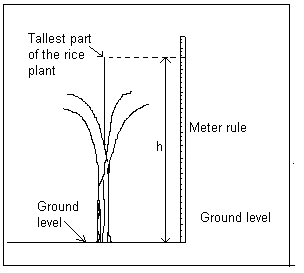 Tallest part
of the rice
plant
Meter rule
h
Ground
level
Ground level